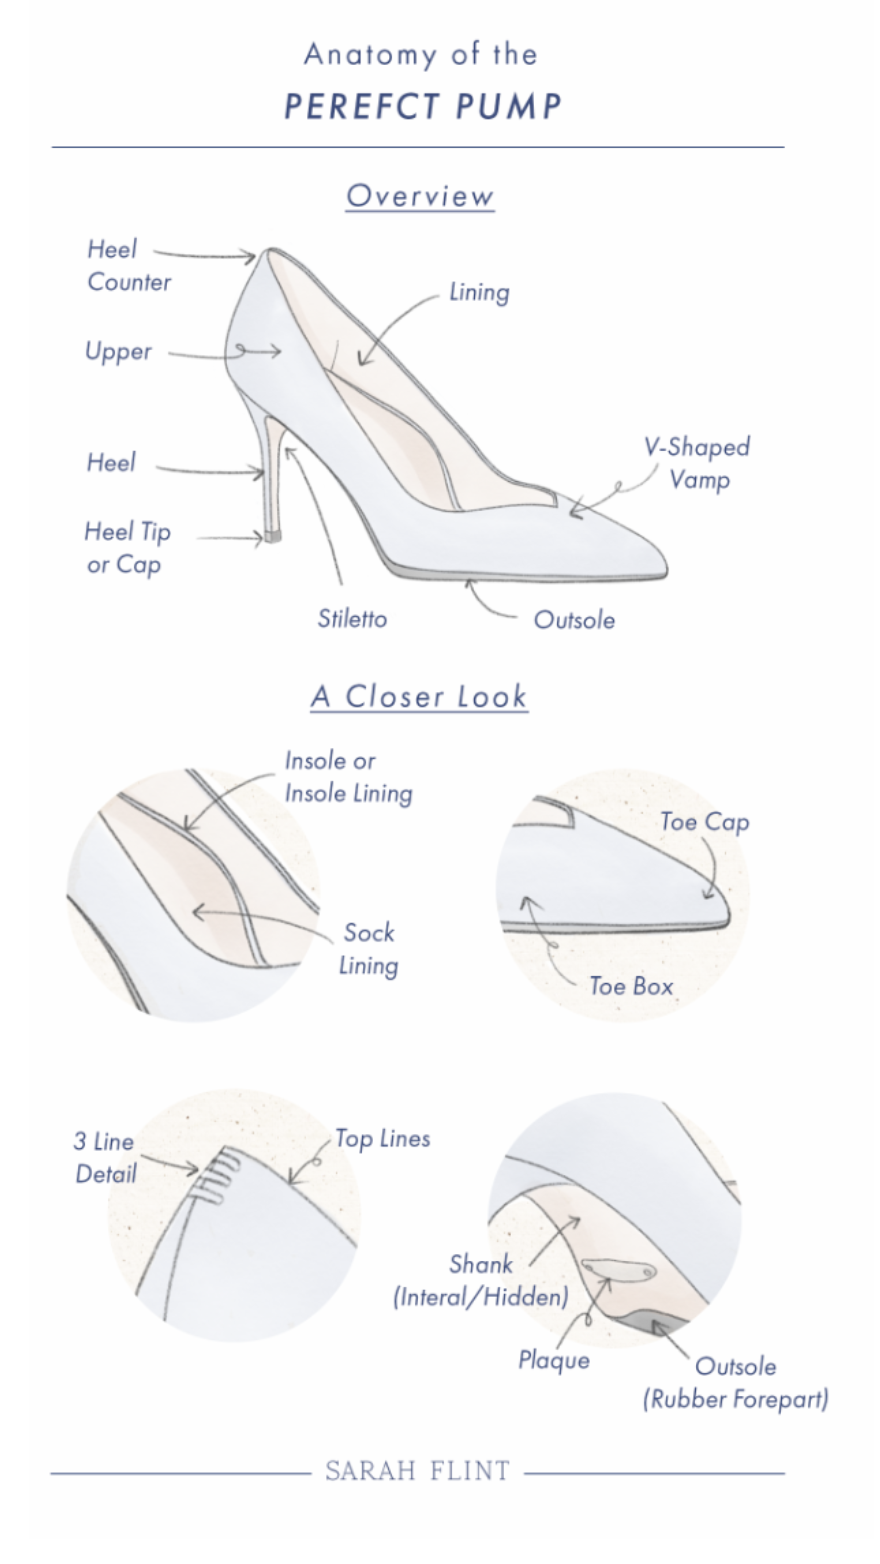 Anatomy of the
PEREFCT PUMP
Overview
Heel
Counter
Lining
Upper
V-Shaped
Vamp
Heel
Heel Tip
or Cap
Stiletto
Outsole
A Closer Look
Insole or
Insole Lining
Toe Cap
Sock
Lining
Toe Box
3 Line
Detail
Top Lines
Shank
(Interal/Hidden)
Plaque
Outsole
(Rubber Forepart)
SARAH FLINT